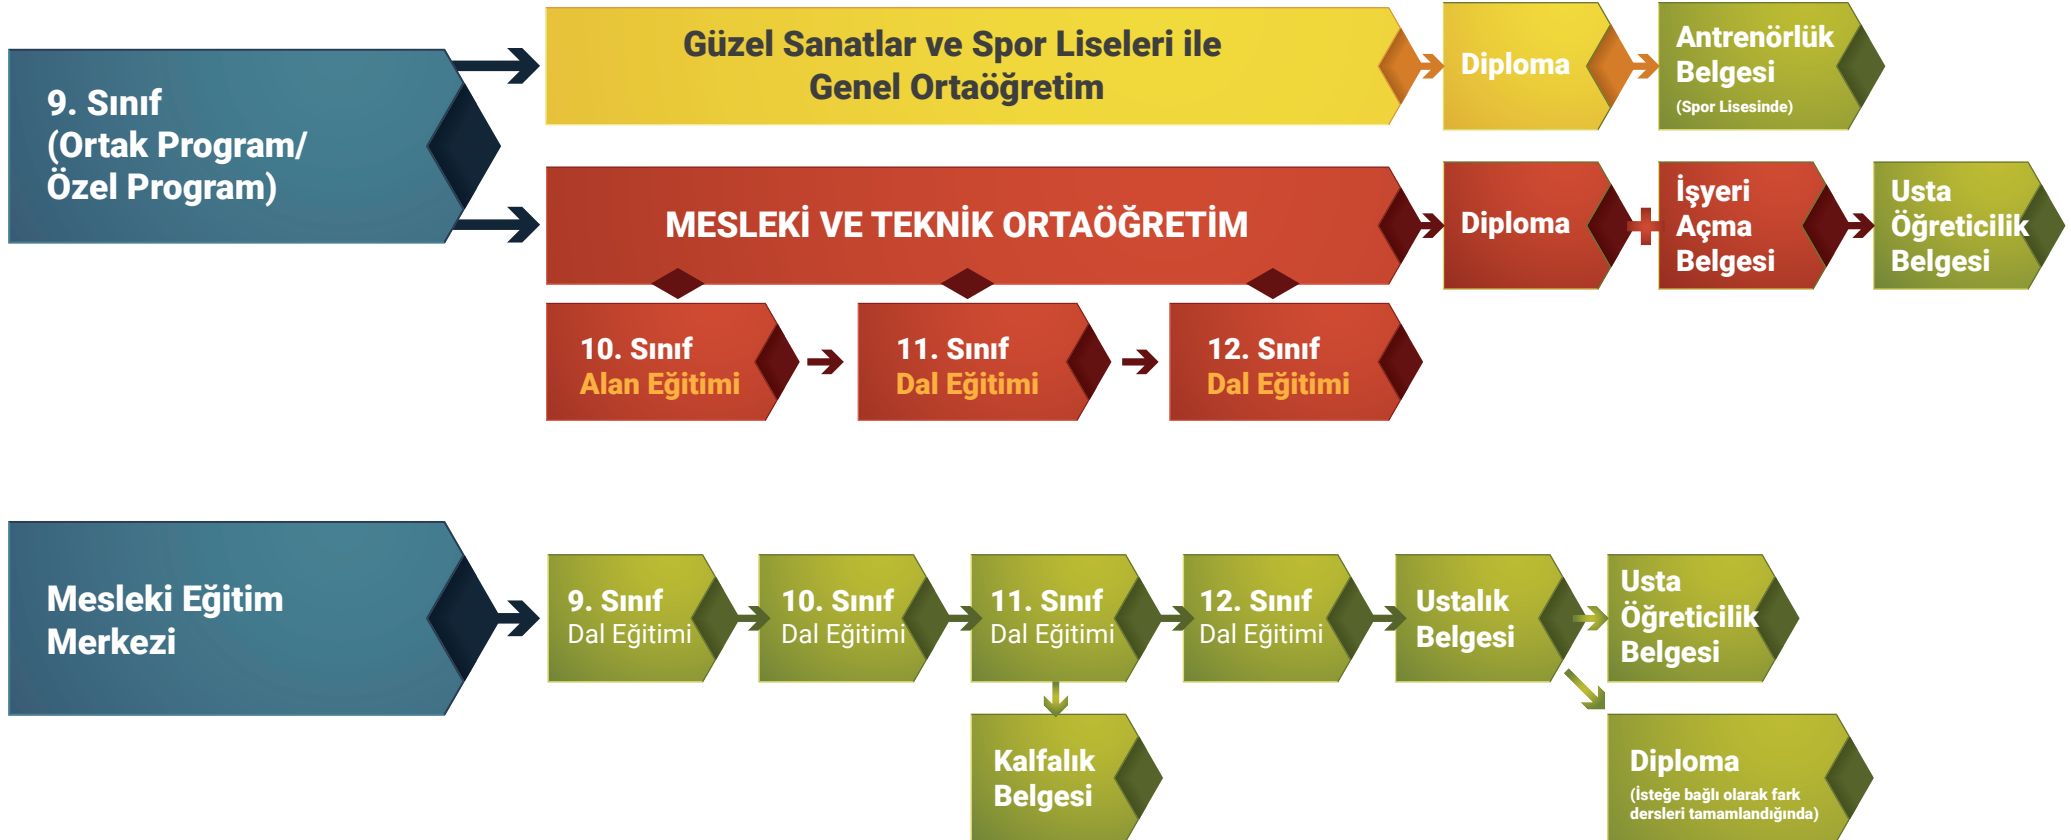 9. Sınıf
(Ortak Program/
Özel Program)
Güzel Sanatlar ve Spor Liseleri ile
Genel Ortaöğretim
Diploma
Antrenörlük
Belgesi
(Spor Lisesinde)
MESLEKİ VE TEKNİK ORTAÖĞRETİM
Diploma
İşyeri
Açma
Belgesi
Usta
Öğreticilik
Belgesi
10. Sınıf
Alan Eğitimi
11. Sınıf
Dal Eğitimi
12. Sınıf
Dal Eğitimi
Mesleki Eğitim
Merkezi
9. Sınıf
Dal Eğitimi
10. Sınıf
Dal Eğitimi
11. Sınıf
Dal Eğitimi
12. Sınıf
Dal Eğitimi
Ustalık
Belgesi
Usta
Öğreticilik
Belgesi
Kalfalık
Belgesi
Diploma
(İsteğe bağlı olarak fark
dersleri tamamlandığında)